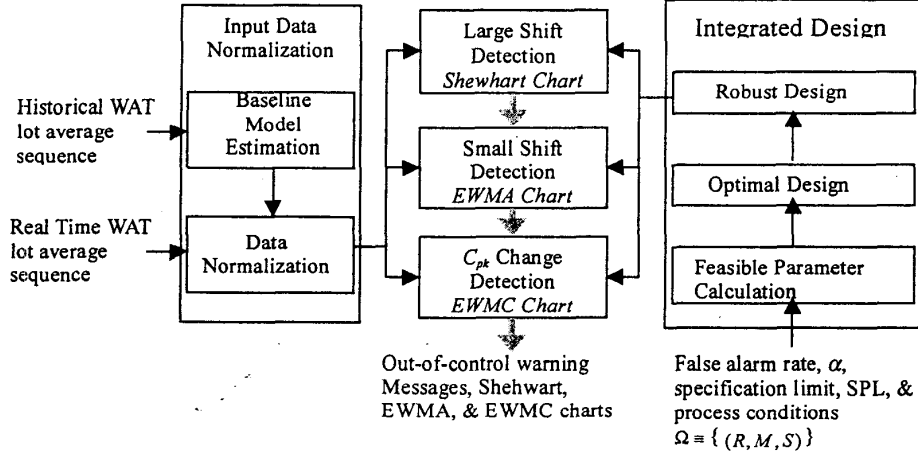 Input Data
Normalization
Historical WAT
lot average
sequence
Baseline
Model
Estimation
Real Time WAT
lot average
sequence
Data
Normalization
Large Shift
Detection
Shewhart Chart
Small Shift
Detection
EWMA Chart
Cpk Change
Detection
EWMC Chart
Out-of-control warning
Messages, Shehwart,
EWMA, & EWMC charts
Integrated Design
Robust Design
Optimal Design
Feasible Parameter
Calculation
False alarm rate, α,
specification limit, SPL, &
process conditions
Ω ≡ { (R, M, S)}